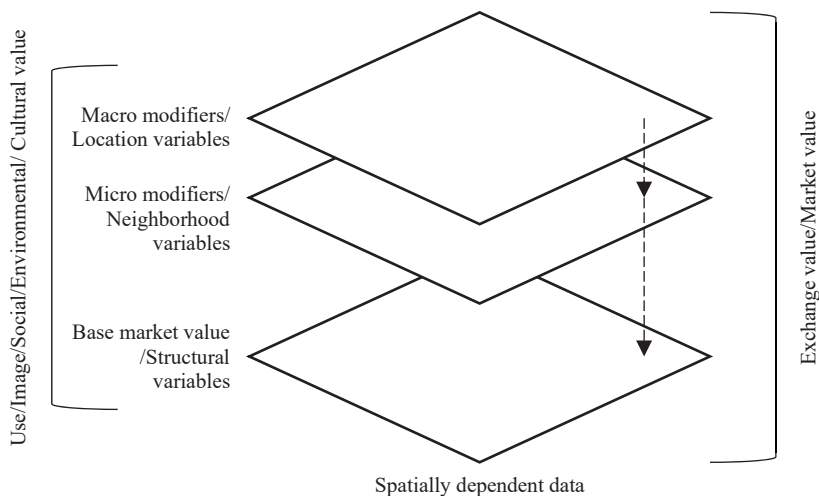 Use/Image/Social/Environmental/ Cultural value
Macro modifiers/
Location variables
Micro modifiers/
Neighborhood
variables
Base market value
/Structural
variables
Exchange value/Market value
Spatially dependent data